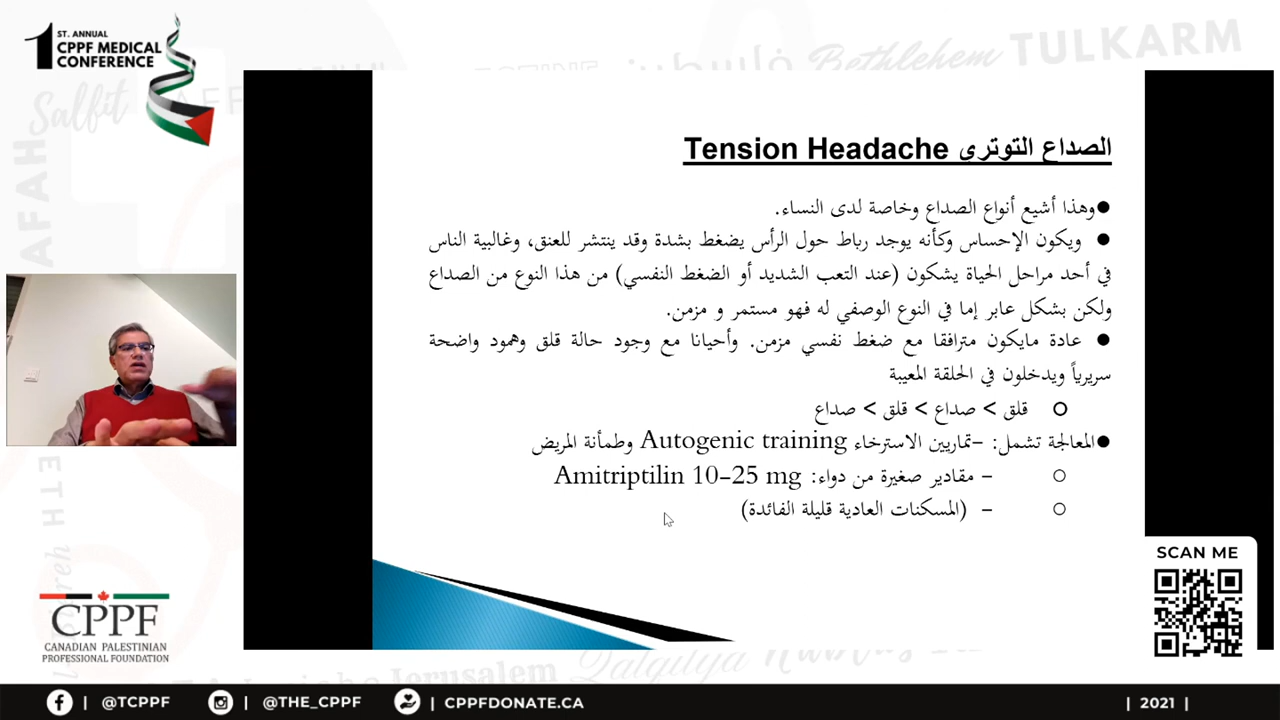 1 ST. ANNUAL
CPPF MEDICAL
CONFERENCE
Salfit
فلسطين
Bethlehem
TULKARM
الصداع التوترى Tension Headache
●وهذا أشيع أنواع الصداع وخاصة لدى النساء.
● ويكون الإحساس وكأنه يوجد رباط حول الرأس يضغط بشدة وقد ينتشر للعنق، وغالبية الناس
في أحد مراحل الحياة يشكون (عند التعب الشديد أو الضغط النفسي) من هذا النوع من الصداع
ولكن بشكل عابر إما في النوع الوصفي له فهو مستمر و مزمن.
● عادة مايكون مترافقا مع ضغط نفسي مزمن. وأحيانا مع وجود حالة قلق وهمود واضحة
سريرياً ويدخلون في الحلقة المعيبة
○ قلق > صداع > قلق > صداع
●المعالجة تشمل: -تمارين الاسترخاء Autogenic training وطمأنة المريض
○ - مقادير صغيرة من دواء: Amitriptilin 10-25 mg
○ - (المسكنات العادية قليلة الفائدة)
SCAN ME
CPPF
CANADIAN PALESTINIAN
PROFESSIONAL FOUNDATION
Jerusalem
Qalqilya
| @TCPPF
| @THE_CPPF
| CPPFDONATE.CA
| 2021 |